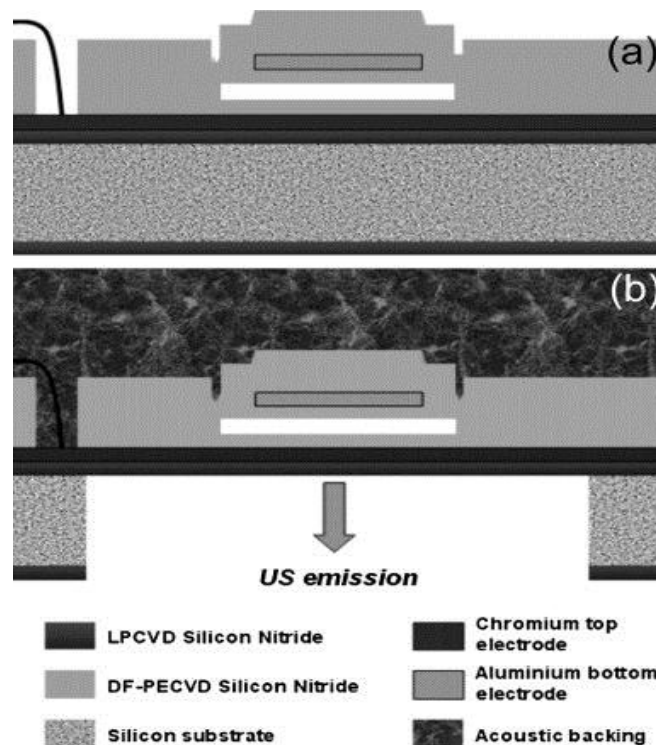 (a)
(b)
US emission
LPCVD Silicon Nitride
DF-PECVD Silicon Nitride
Silicon substrate
Chromium top
electrode
Aluminium bottom
electrode
Acoustic backing